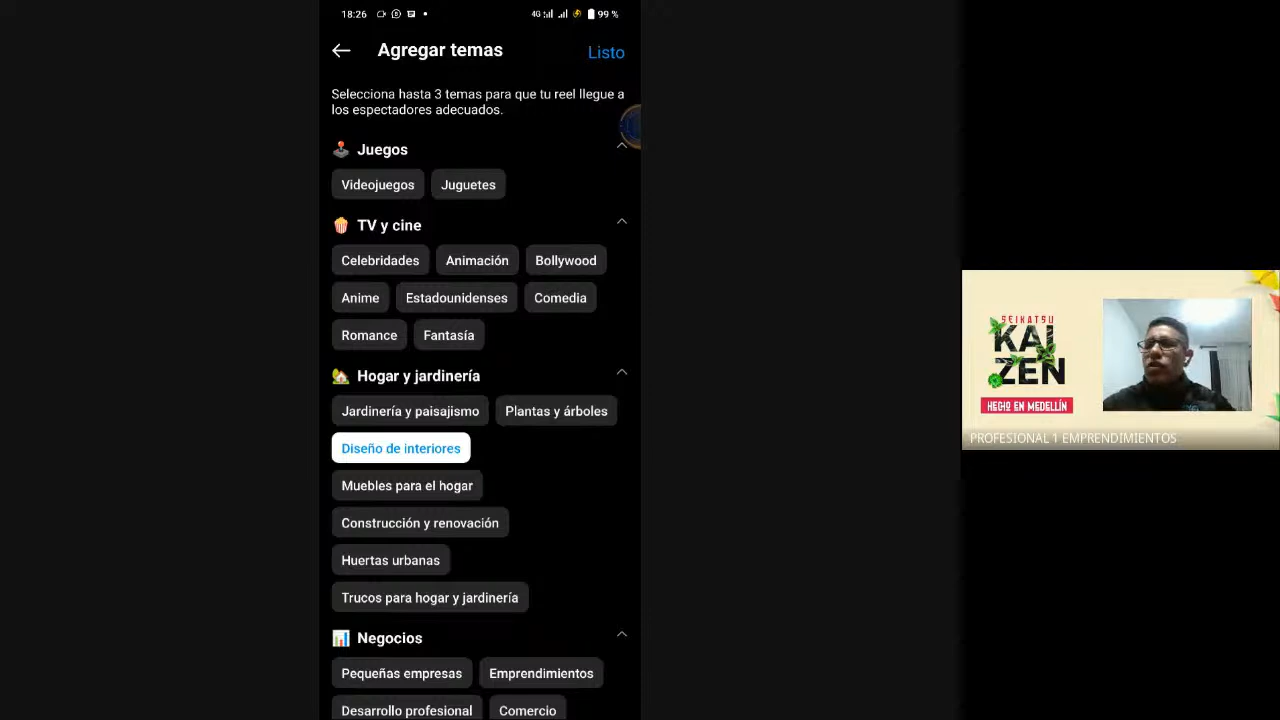 18:26
4G
99 %
Agregar temas
Listo
Selecciona hasta 3 temas para que tu reel llegue a
los espectadores adecuados.
Juegos
Videojuegos Juguetes
TV y cine
Celebridades Animación Bollywood
Anime Estadounidenses Comedia
Romance Fantasía
Hogar y jardinería
Jardinería y paisajismo Plantas y árboles
Diseño de interiores
Muebles para el hogar
Construcción y renovación
Huertas urbanas
Trucos para hogar y jardinería
Negocios
Pequeñas empresas Emprendimientos
Desarrollo profesional Comercio
SEIKATSU
KAI
ZEN
HECHO EN MEDELLÍN
PROFESIONAL 1 EMPRENDIMIENTOS